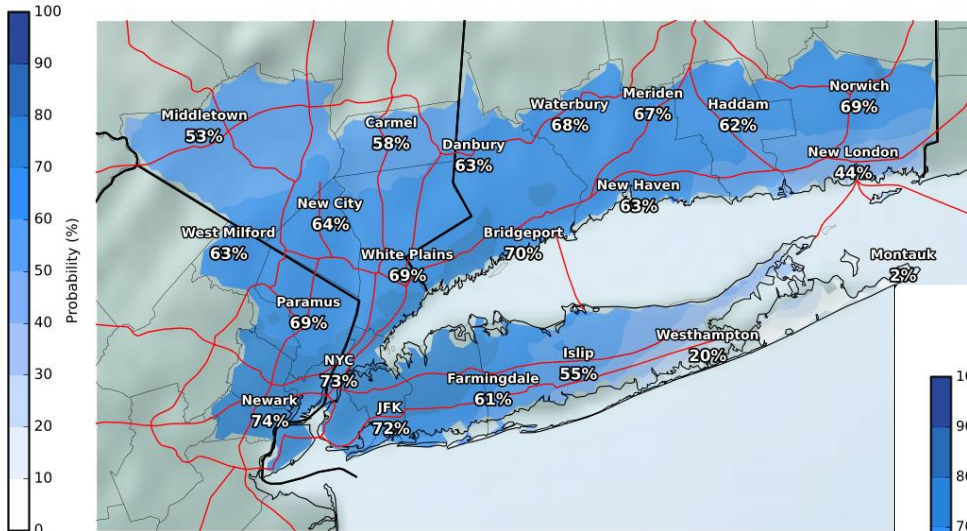 100
90
80
70
60
50
40
30
20
10
0
Probability (%)
Middletown
53%
Carmel
58%
Danbury
63%
Waterbury
68%
Meriden
67%
Haddam
62%
Norwich
69%
New London
44%
New Haven
63%
New City
64%
West Milford
63%
White Plains
69%
Bridgeport
70%
Montauk
2%
Paramus
69%
Westhampton
20%
NYC
73%
Islip
55%
Farmingdale
61%
Newark
74%
JFK
72%
90
80